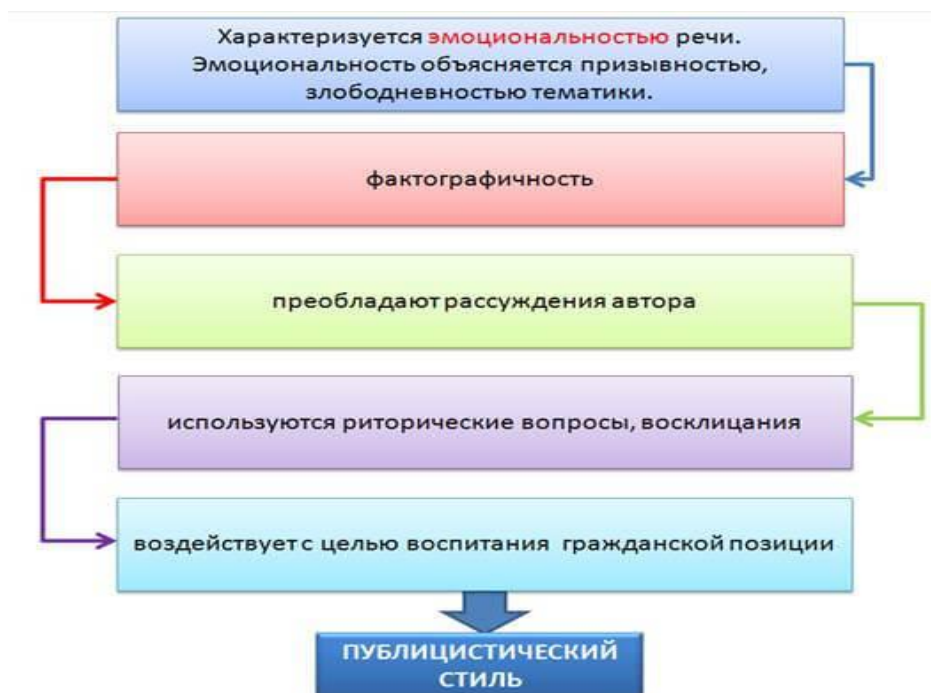 Характеризуется эмоциональностью речи.
Эмоциональность объясняется призывностью,
злободневностью тематики.
фактографичность
преобладают рассуждения автора
используются риторические вопросы, восклицания
воздействует с целью воспитания гражданской позиции
ПУБЛИЦИСТИЧЕСКИЙ
СТИЛЬ